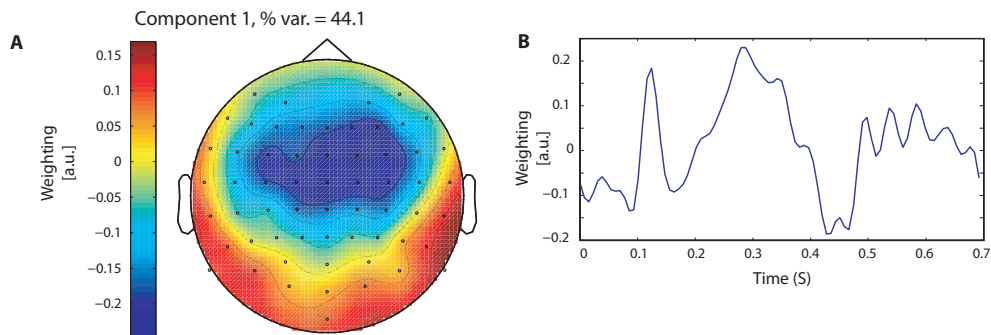 Component 1, % var. = 44.1
A
Weighting
[a.u.]
0.15
0.1
0.05
0
−0.05
−0.1
−0.15
−0.2
B
Weighting
[a.u.]
0.2
0.1
0
−0.1
−0.2
0 0.1 0.2 0.3 0.4 0.5 0.6 0.7
Time (S)